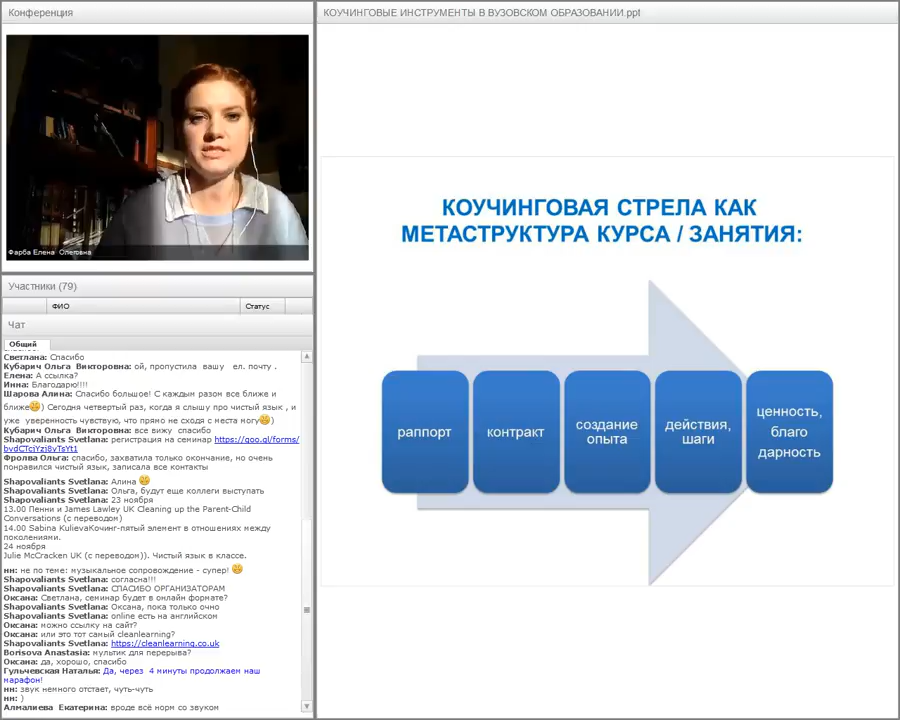 Конференция
КОУЧИНГОВЫЕ ИНСТРУМЕНТЫ В ВУЗОВСКОМ ОБРАЗОВАНИИ.ppt
Фарба Елена Олеговна
Участники (79)
ФИО
Статус
Чат
Общий
Светлана: Спасибо
Кубарич Ольга Викторовна: ой, пропустила вашу ел. почту .
Елена: А ссылка?
Инна: Благодарю!!!!
Шарова Алина: Спасибо большое! С каждым разом все ближе и
ближе) Сегодня четвертый раз, когда я слышу про чистый язык , и
уже уверенность чувствую, что прямо не сходя с места могу)
Кубарич Ольга Викторовна: все вижу спасибо
Shapovaliants Svetlana: регистрация на семинар https://goo.gl/forms/
bvdCTciYzj8vTsYt1
Фролва Ольга: спасибо, захватила только окончание, но очень
понравился чистый язык, записала все контакты
Shapovaliants Svetlana: Алина
Shapovaliants Svetlana: Ольга, будут еще коллеги выступать
Shapovaliants Svetlana: 23 ноября
13.00 Пенни и James Lawley UK Cleaning up the Parent-Child
Conversations (с переводом)
14.00 Sabina KulievaКочинг-пятый элемент в отношениях между
поколениями.
24 ноября
Julie McCracken UK (с переводом)). Чистый язык в классе.
нн: не по теме: музыкальное сопровождение - супер!
Shapovaliants Svetlana: согласна!!!
Shapovaliants Svetlana: СПАСИБО ОРГАНИЗАТОРАМ
Оксана: Светлана, семинар будет в онлайн формате?
Shapovaliants Svetlana: Оксана, пока только очно
Shapovaliants Svetlana: online есть на английском
Оксана: можно ссылку на сайт?
Оксана: или это тот самый cleanlearning?
Shapovaliants Svetlana: https://cleanlearning.co.uk
Borisova Anastasia: мультик для перерыва?
Оксана: да, хорошо, спасибо
Гульчевская Наталья: Да, через 4 минуты продолжаем наш
марафон!
нн: звук немного отстает, чуть-чуть
нн: )
Алмалиева Екатерина: вроде всё норм со звуком
КОУЧИНГОВАЯ СТРЕЛА КАК
МЕТАСТРУКТУРА КУРСА / ЗАНЯТИЯ:
раппорт
контракт
создание
опыта
действия,
шаги
ценность,
благо
дарность